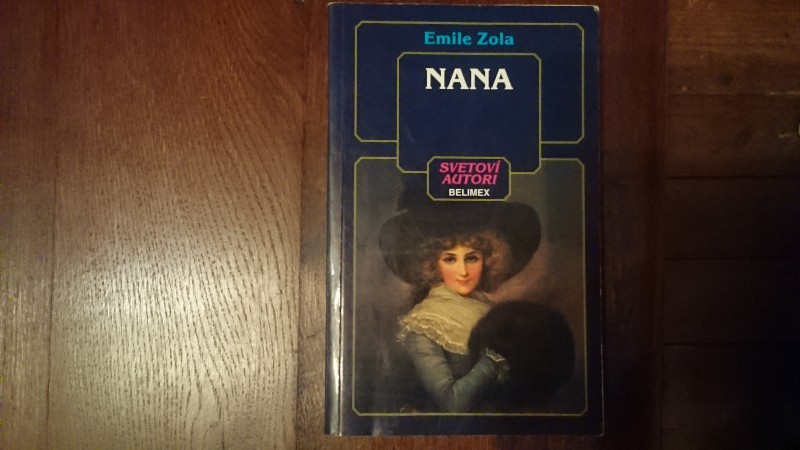 Emile Zola
NANA
SVETOVÍ
AUTORI
BELIMEX